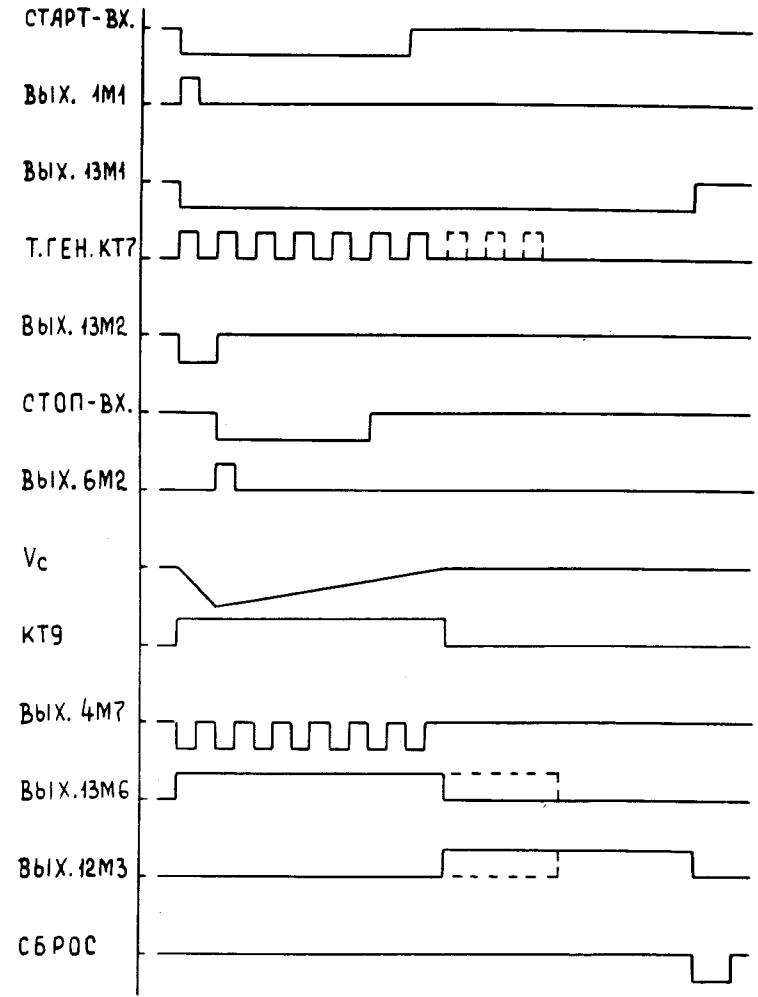 СТАРТ-ВХ.
ВЫХ. 1М1
ВЫХ. 13М1
Т.ГЕН. КТ7
ВЫХ. 13М2
СТОП-ВХ.
ВЫХ. 6М2
Vc
КТ9
ВЫХ. 4М7
ВЫХ. 13М6
ВЫХ. 12М3
СБРОС